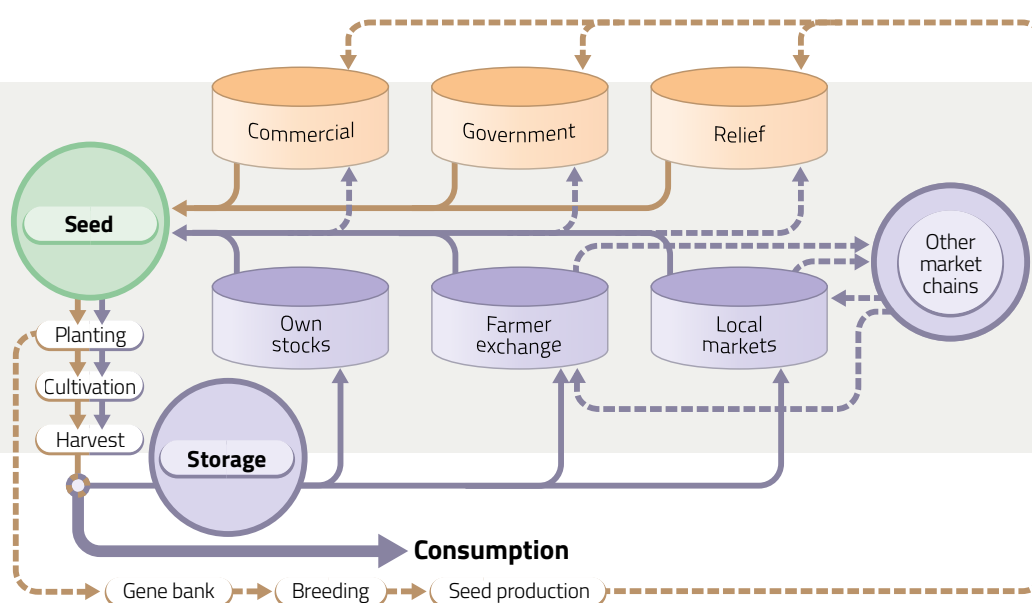 Commercial
Government
Relief
Seed
Other
market
chains
Own
stocks
Farmer
exchange
Local
markets
Planting
Cultivation
Harvest
Storage
Consumption
Gene bank
Breeding
Seed production